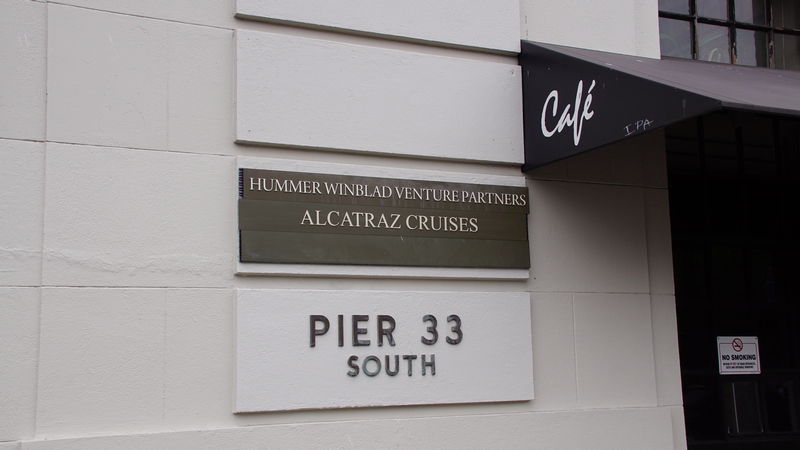 Café
HUMMER WINBLAD VENTURE PARTNERS
ALCATRAZ CRUISES
PIER 33
SOUTH
NO SMOKING